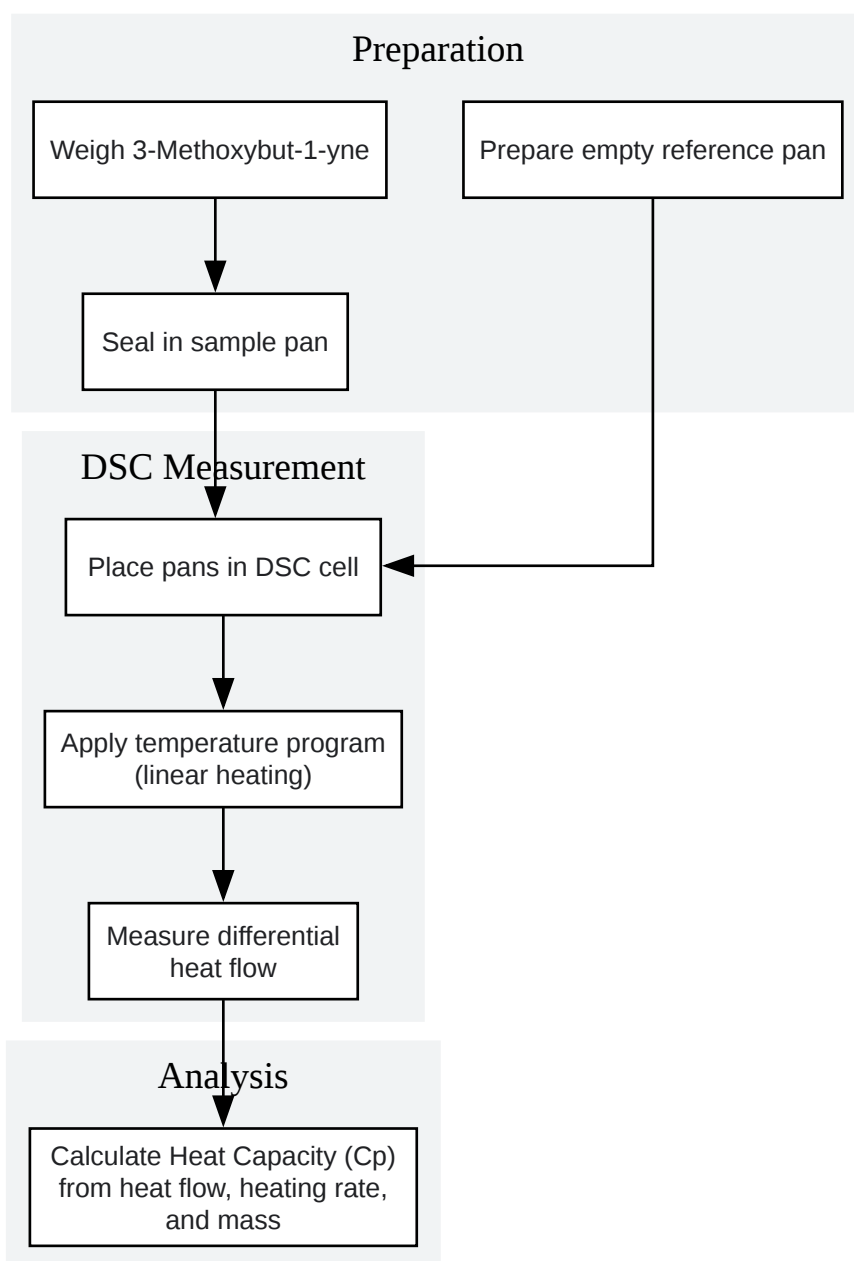 Preparation
Weigh 3-Methoxybut-1-yne
Prepare empty reference pan
Seal in sample pan
DSC Measurement
Place pans in DSC cell
Apply temperature program
(linear heating)
Measure differential
heat flow
Analysis
Calculate Heat Capacity (Cp)
from heat flow, heating rate,
and mass